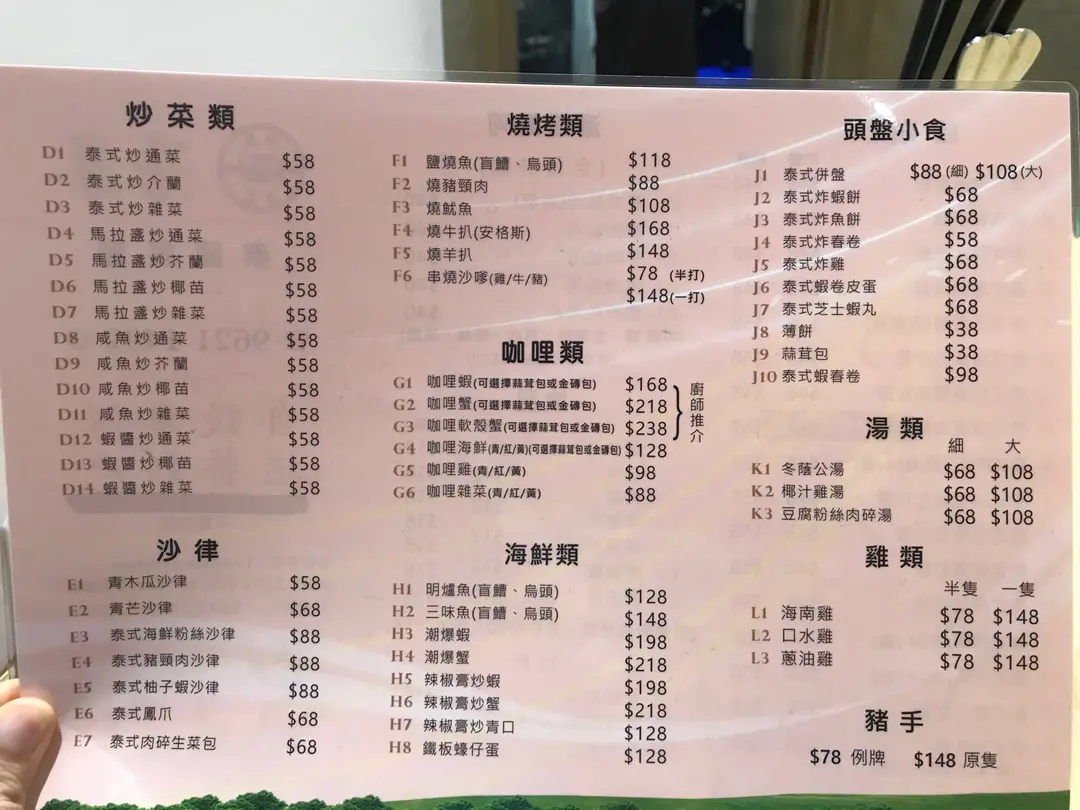 炒菜類
D1 泰式炒通菜 $58
D2 泰式炒介蘭 $58
D3 泰式炒雜菜 $58
D4 馬拉盞炒通菜 $58
D5 馬拉盞炒芥蘭 $58
D6 馬拉盞炒椰苗 $58
D7 馬拉盞炒雜菜 $58
D8 咸魚炒通菜 $58
D9 咸魚炒芥蘭 $58
D10 咸魚炒椰苗 $58
D11 咸魚炒雜菜 $58
D12 蝦醬炒通菜 $58
D13 蝦醬炒椰苗 $58
D14 蝦醬炒雜菜 $58
沙律
E1 青木瓜沙律 $58
E2 青芒沙律 $68
E3 泰式海鮮粉絲沙律 $88
E4 泰式豬頸肉沙律 $88
E5 泰式柚子蝦沙律 $88
E6 泰式鳳爪 $68
E7 泰式肉碎生菜包 $68
燒烤類
F1 鹽燒魚(盲鰽、烏頭) $118
F2 燒豬頸肉 $88
F3 燒魷魚 $108
F4 燒牛扒(安格斯) $168
F5 燒羊扒 $148
F6 串燒沙嗲(雞/牛/豬) $78 (半打)
$148(一打)
咖哩類
G1 咖哩蝦(可選擇蒜茸包或金磚包) $168
G2 咖哩蟹(可選擇蒜茸包或金磚包) $218
G3 咖哩軟殼蟹(可選擇蒜茸包或金磚包) $238
廚師推介
G4 咖哩海鮮(青/紅/黃)(可選擇蒜茸包或金磚包) $128
G5 咖哩雞(青/紅/黃) $98
G6 咖哩雜菜(青/紅/黃) $88
海鮮類
H1 明爐魚(盲鰽、烏頭) $128
H2 三味魚(盲鰽、烏頭) $148
H3 潮爆蝦 $198
H4 潮爆蟹 $218
H5 辣椒膏炒蝦 $198
H6 辣椒膏炒蟹 $218
H7 辣椒膏炒青口 $128
H8 鐵板蠔仔蛋 $128
頭盤小食
J1 泰式併盤 $88(細) $108(大)
J2 泰式炸蝦餅 $68
J3 泰式炸魚餅 $68
J4 泰式炸春卷 $58
J5 泰式炸雞 $68
J6 泰式蝦卷皮蛋 $68
J7 泰式芝士蝦丸 $68
J8 薄餅 $38
J9 蒜茸包 $38
J10 泰式蝦春卷 $98
湯類
細 大
K1 冬蔭公湯 $68 $108
K2 椰汁雞湯 $68 $108
K3 豆腐粉絲肉碎湯 $68 $108
雞類
半隻 一隻
L1 海南雞 $78 $148
L2 口水雞 $78 $148
L3 蔥油雞 $78 $148
豬手
$78 例牌 $148 原隻